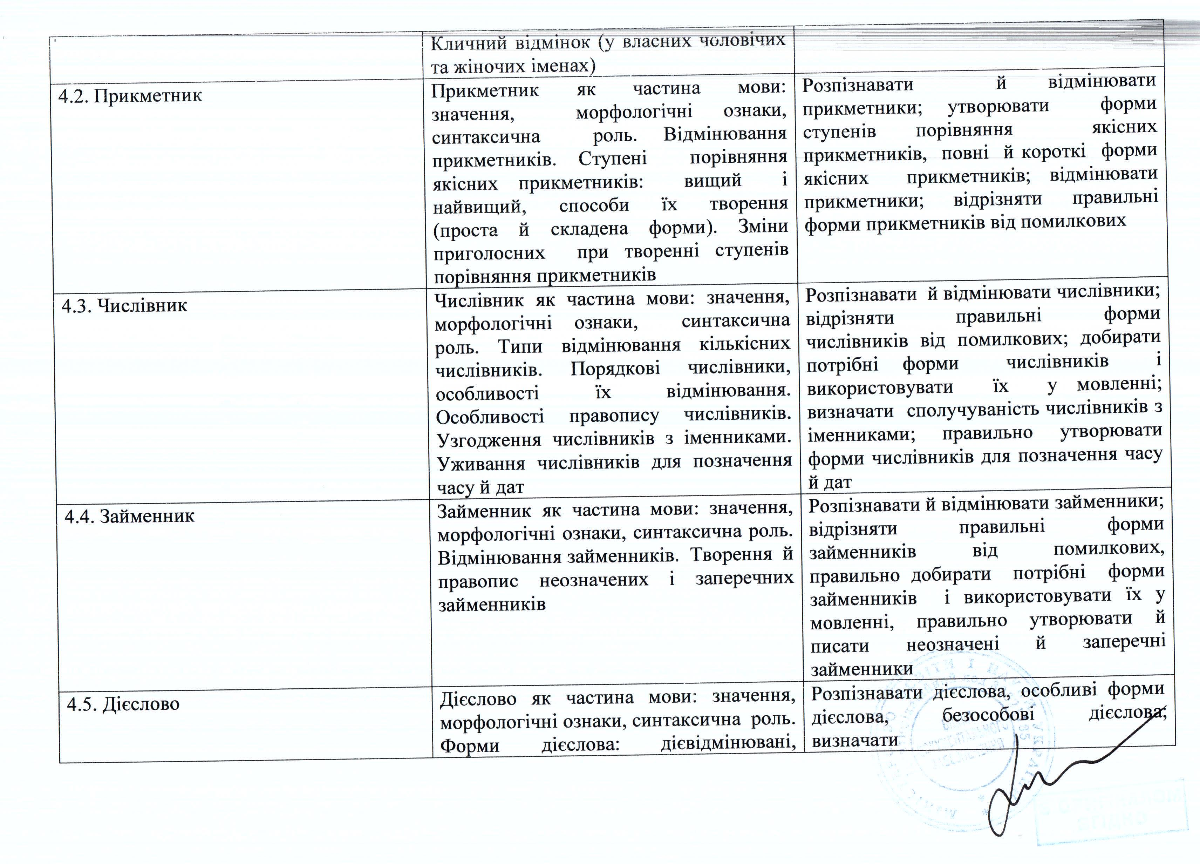 Кличний відмінок (у власних чоловічих
та жіночих іменах)
4.2. Прикметник
Прикметник як частина мови:
значення, морфологічні ознаки,
синтаксична роль. Відмінювання
прикметників. Ступені порівняння
якісних прикметників: вищий і
найвищий, способи їх творення
(проста й складена форми). Зміни
приголосних при творенні ступенів
порівняння прикметників
Розпізнавати й відмінювати
прикметники; утворювати форми
ступенів порівняння якісних
прикметників, повні й короткі форми
якісних прикметників; відмінювати
прикметники; відрізняти правильні
форми прикметників від помилкових
4.3. Числівник
Числівник як частина мови: значення,
морфологічні ознаки, синтаксична
роль. Типи відмінювання кількісних
числівників. Порядкові числівники,
особливості їх відмінювання.
Особливості правопису числівників.
Узгодження числівників з іменниками.
Уживання числівників для позначення
часу й дат
Розпізнавати й відмінювати числівники;
відрізняти правильні форми
числівників від помилкових; добирати
потрібні форми числівників і
використовувати їх у мовленні;
визначати сполучуваність числівників з
іменниками; правильно утворювати
форми числівників для позначення часу
й дат
4.4. Займенник
Займенник як частина мови: значення,
морфологічні ознаки, синтаксична роль.
Відмінювання займенників. Творення й
правопис неозначених і заперечних
займенників
Розпізнавати й відмінювати займенники;
відрізняти правильні форми
займенників від помилкових,
правильно добирати потрібні форми
займенників і використовувати їх у
мовленні, правильно утворювати й
писати неозначені й заперечні
займенники
4.5. Дієслово
Дієслово як частина мови: значення,
морфологічні ознаки, синтаксична роль.
Форми дієслова: дієвідмінювані,
Розпізнавати дієслова, особливі форми
дієслова, безособові дієслова;
визначати